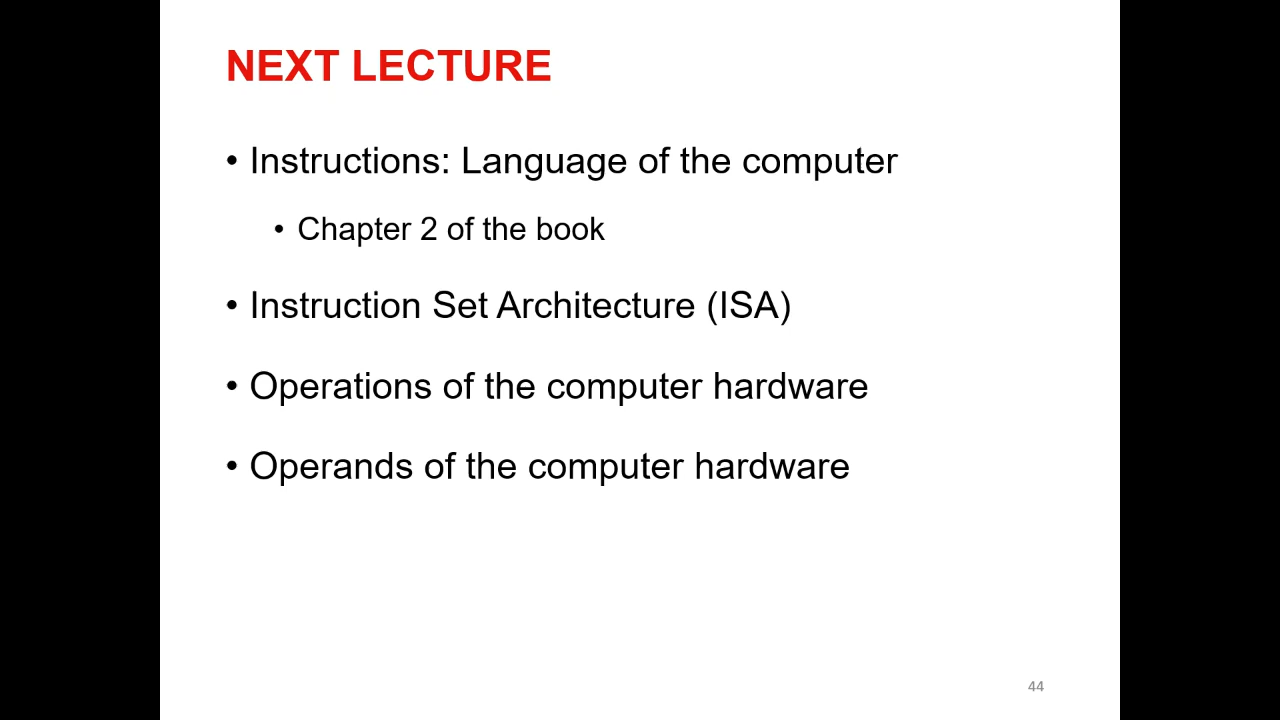 NEXT LECTURE
• Instructions: Language of the computer
• Chapter 2 of the book
• Instruction Set Architecture (ISA)
• Operations of the computer hardware
• Operands of the computer hardware
44